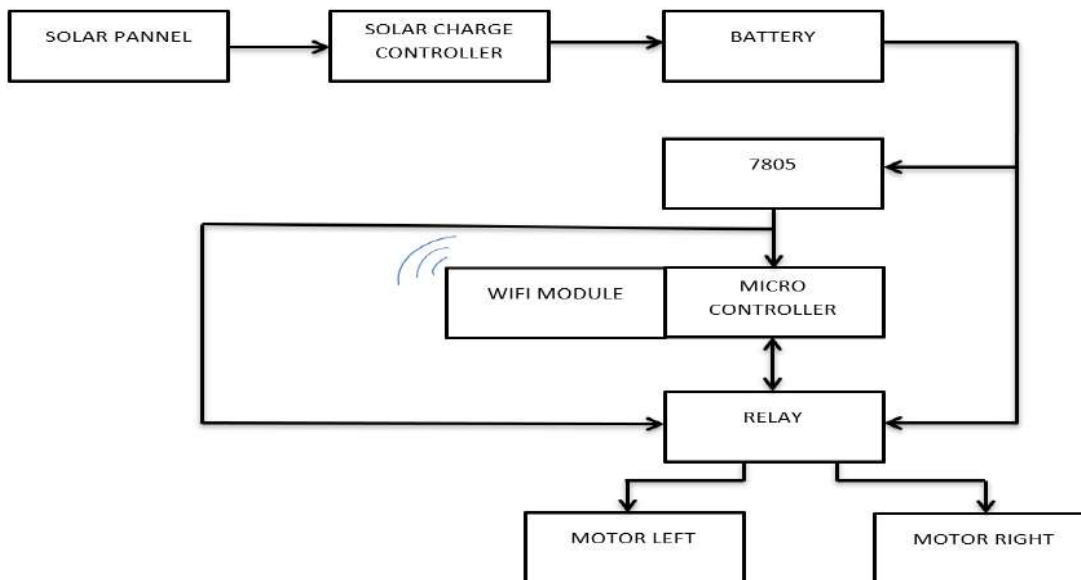 SOLAR PANNEL
SOLAR CHARGE
CONTROLLER
BATTERY
7805
WIFI MODULE
MICRO
CONTROLLER
RELAY
MOTOR LEFT
MOTOR RIGHT